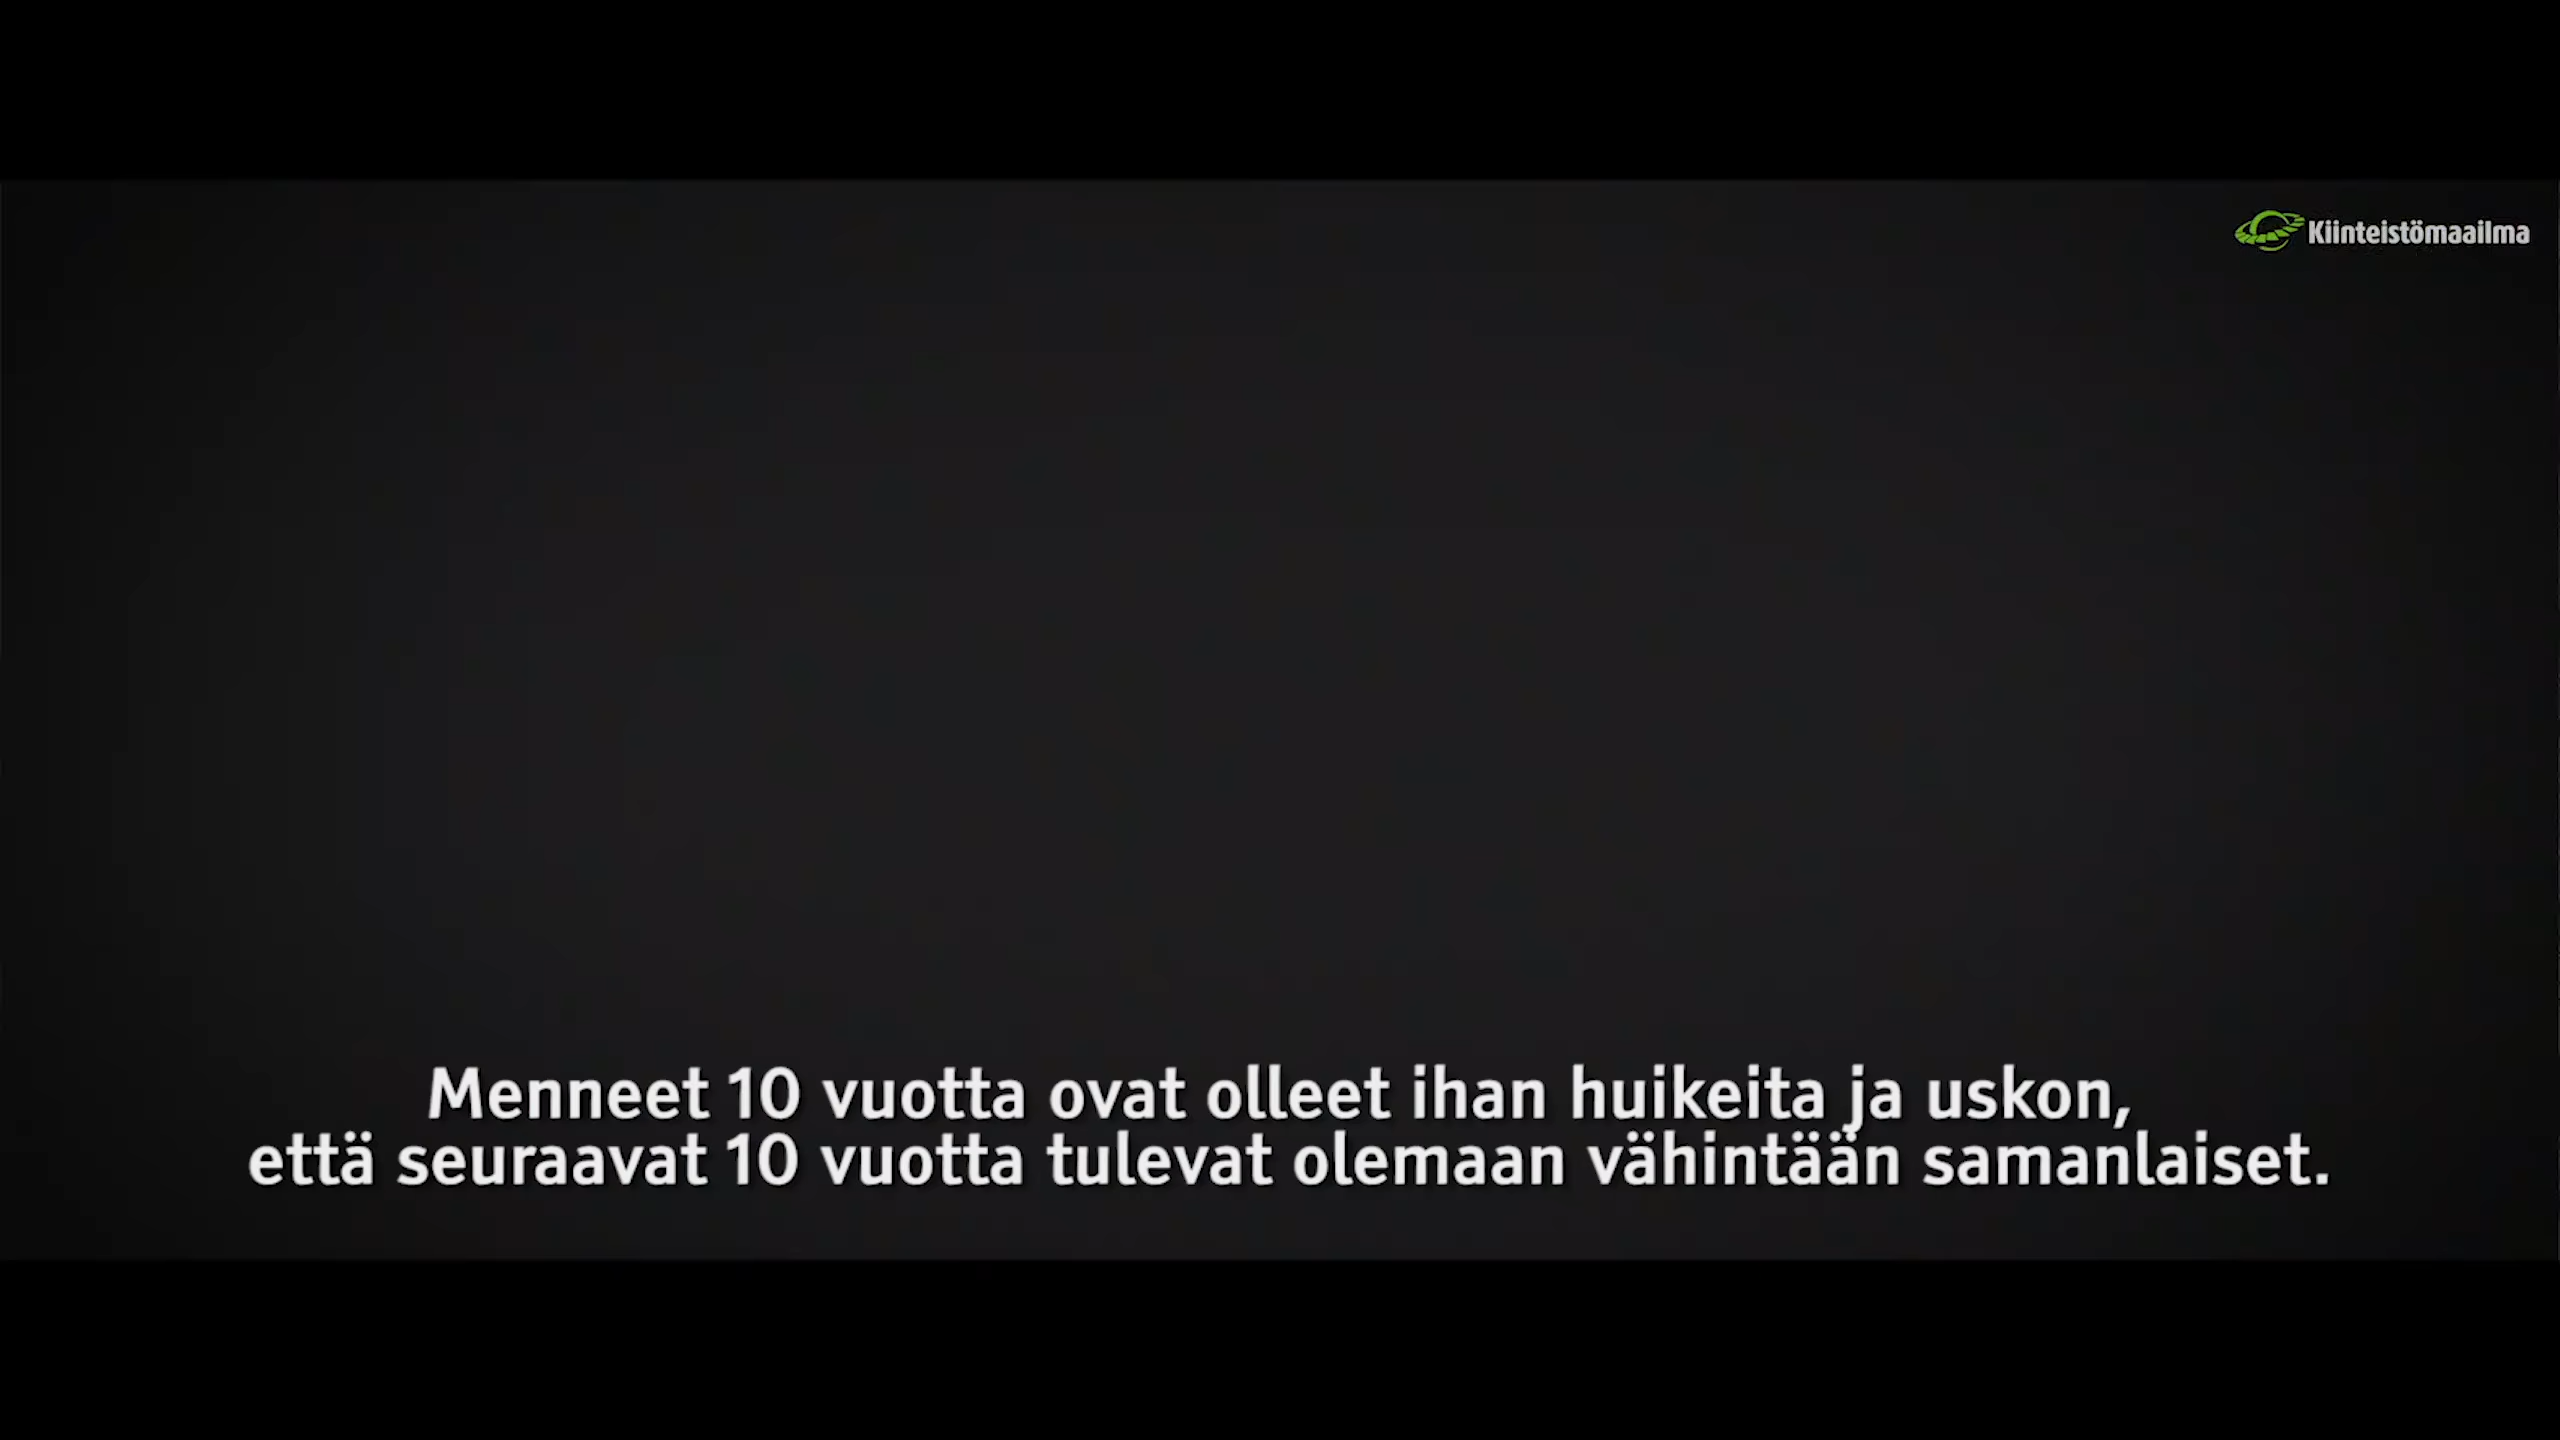 Kiinteistömaailma
Menneet 10 vuotta ovat olleet ihan huikeita ja uskon,
että seuraavat 10 vuotta tulevat olemaan vähintään samanlaiset.